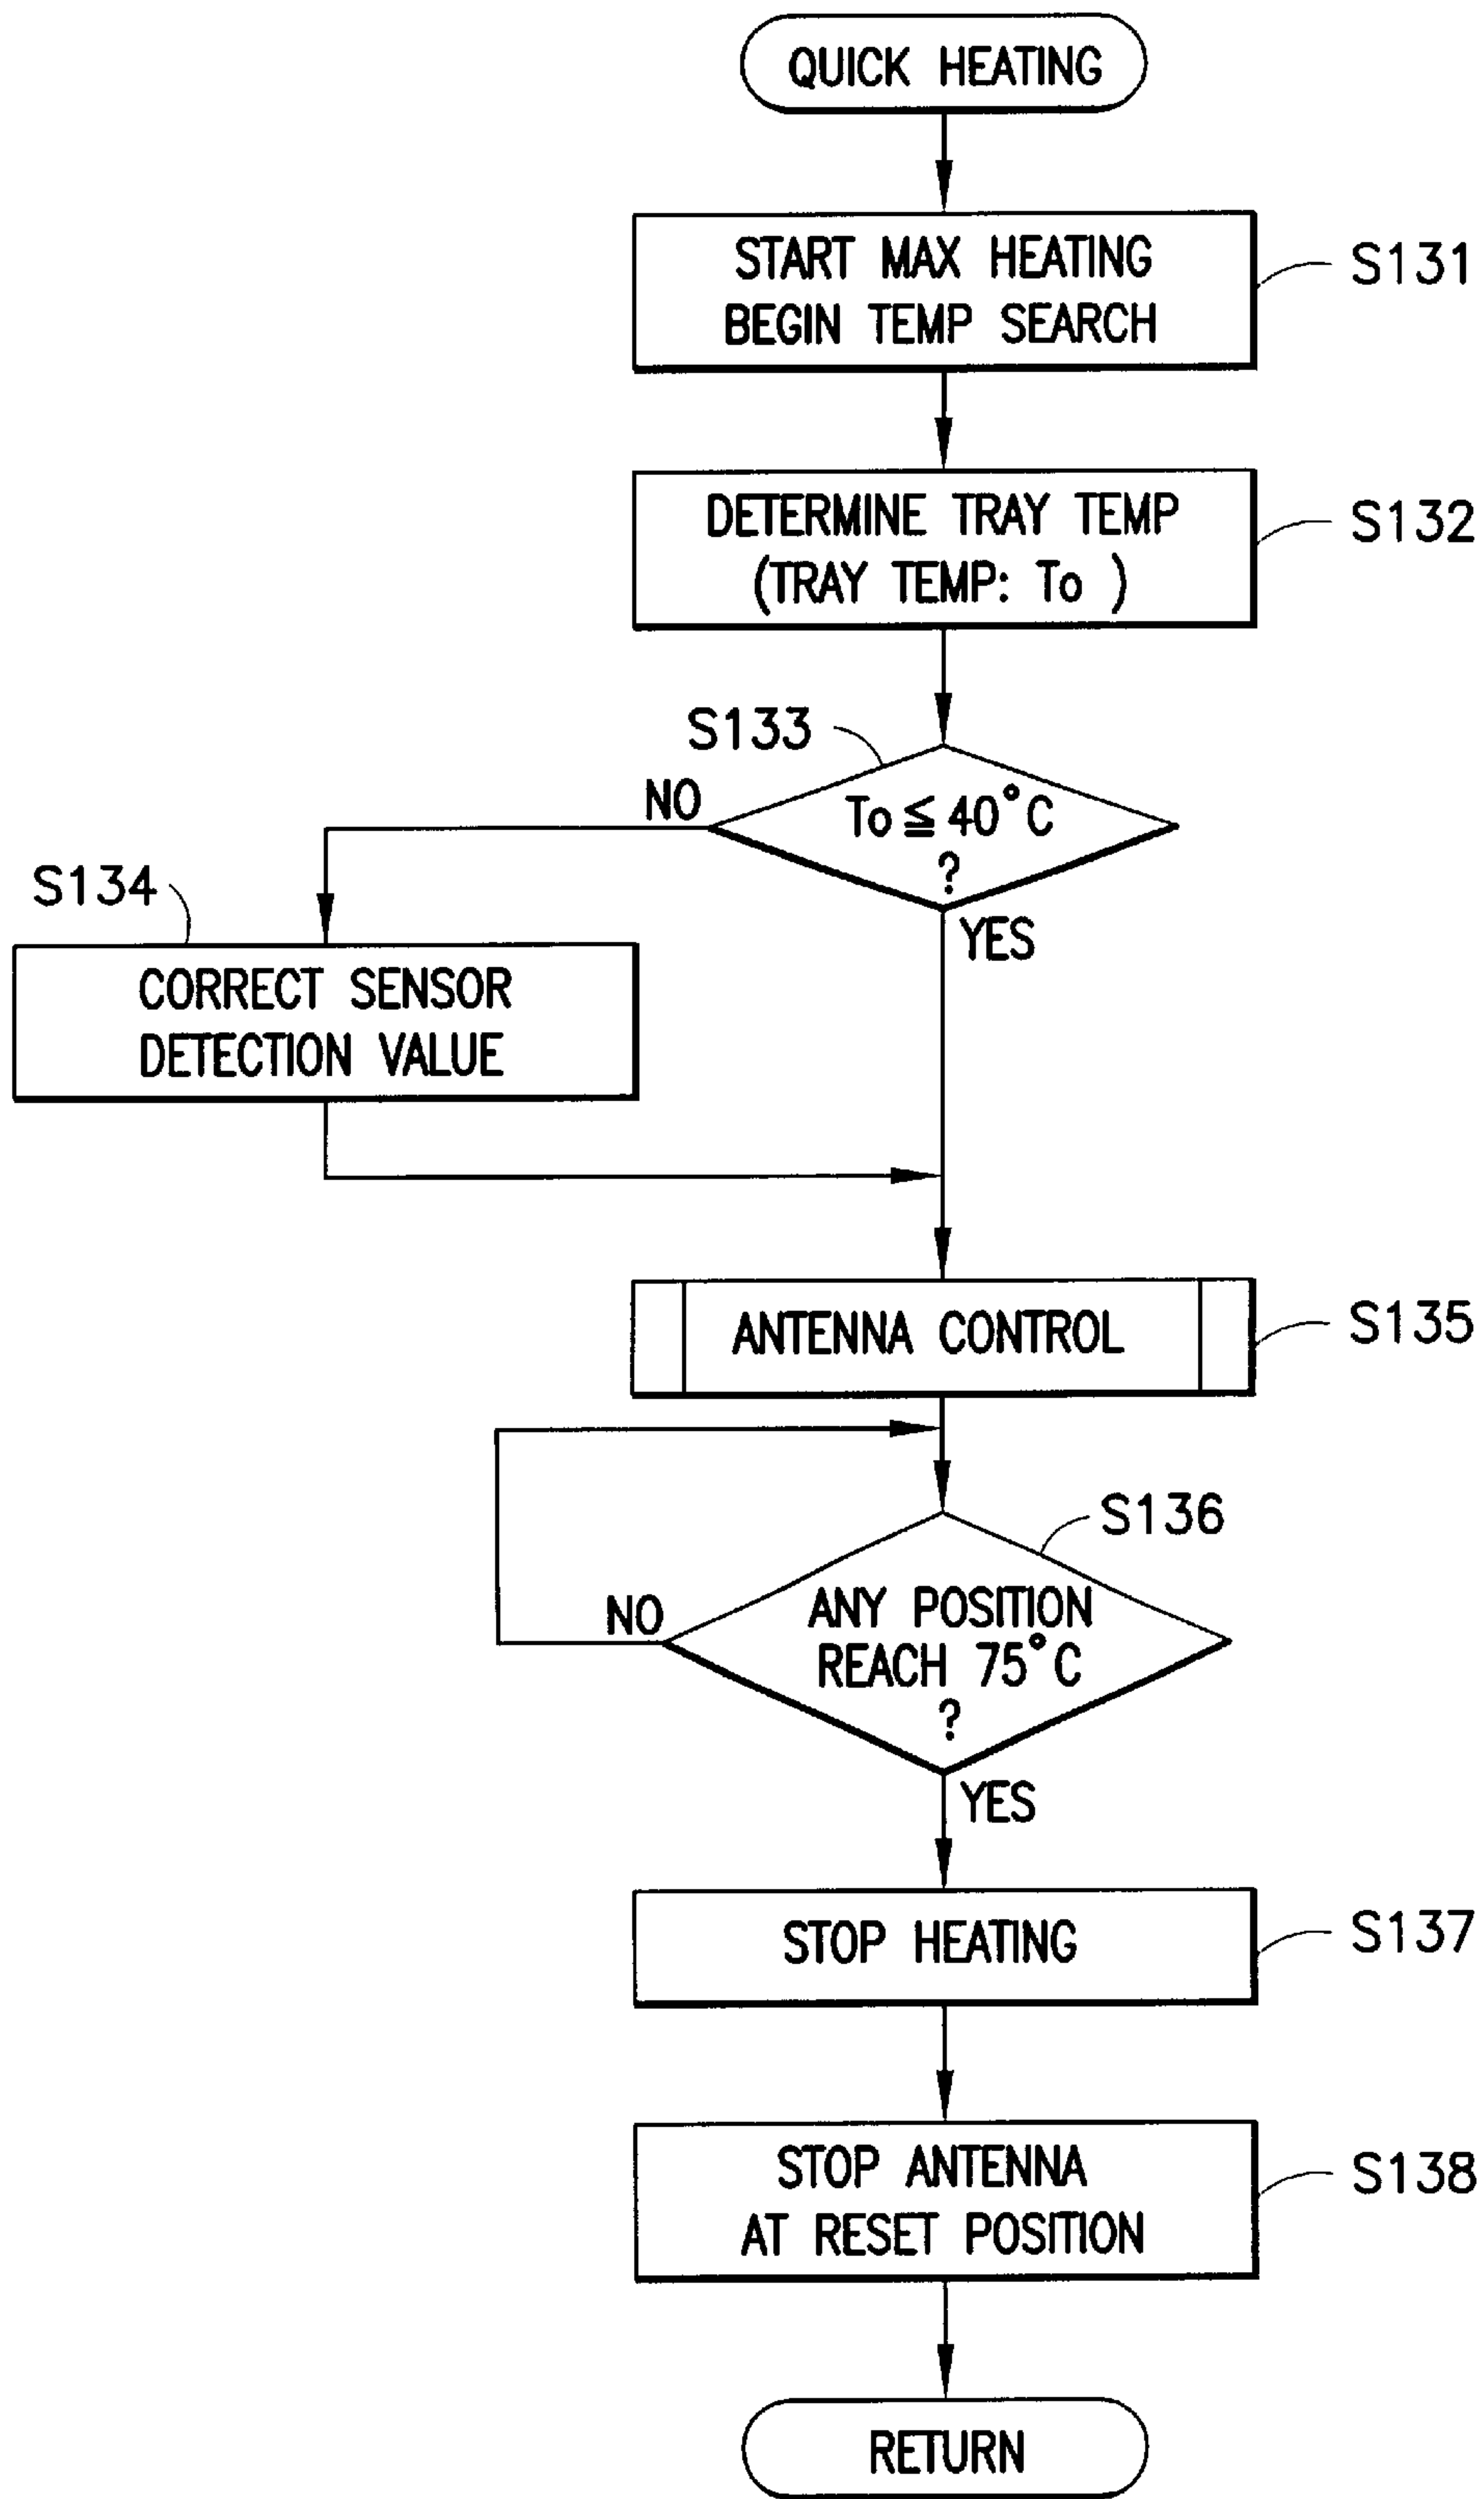 QUICK HEATING
START MAX HEATING
BEGIN TEMP SEARCH
S131
DETERMINE TRAY TEMP
(TRAY TEMP: To )
S132
S133
NO
To ≦ 40°C
?
YES
S134
CORRECT SENSOR
DETECTION VALUE
ANTENNA CONTROL
S135
S136
NO
ANY POSITION
REACH 75°C
?
YES
STOP HEATING
S137
STOP ANTENNA
AT RESET POSITION
S138
RETURN